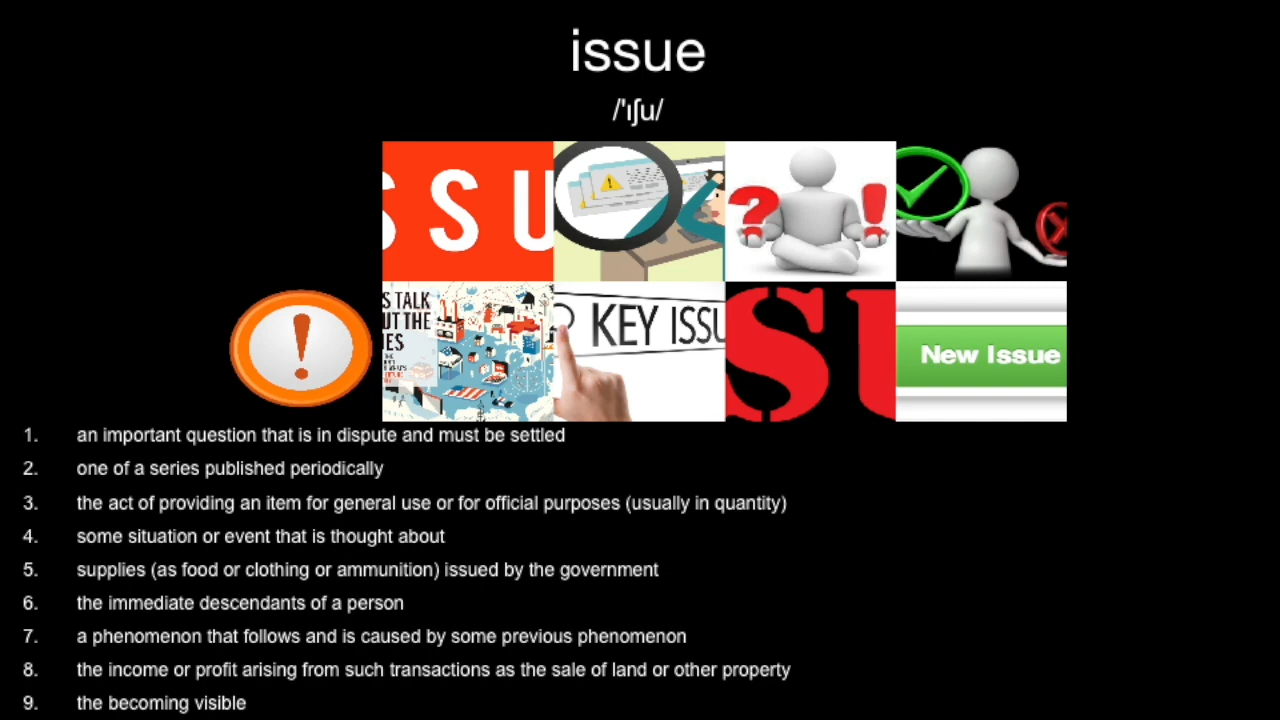 issue
/'ɪʃu/
SSU
?
!
!
S TALK
UT THE
ES
KEY ISSU
SU
New Issue
1. an important question that is in dispute and must be settled
2. one of a series published periodically
3. the act of providing an item for general use or for official purposes (usually in quantity)
4. some situation or event that is thought about
5. supplies (as food or clothing or ammunition) issued by the government
6. the immediate descendants of a person
7. a phenomenon that follows and is caused by some previous phenomenon
8. the income or profit arising from such transactions as the sale of land or other property
9. the becoming visible